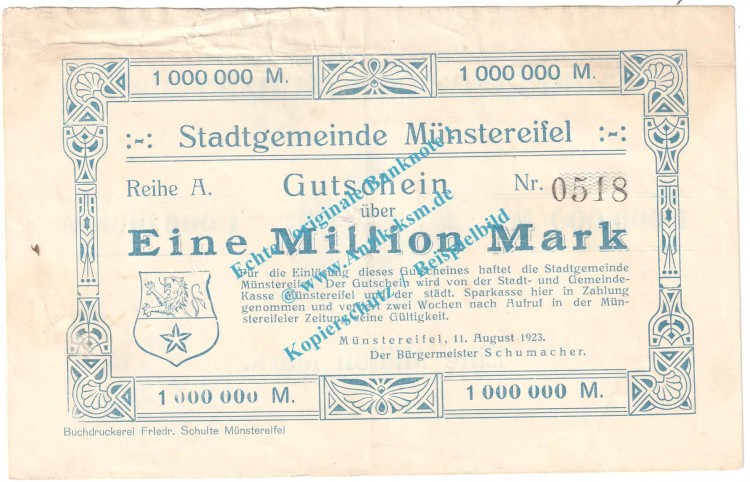 1 000 000 M. 1 000 000 M.
:-: Stadtgemeinde Münstereifel :-:
Reihe A. Gutschein Nr. 0518
über
Eine Million Mark
Für die Einlösung dieses Gutscheines haftet die Stadtgemeinde
Münstereifel. Der Gutschein wird von der Stadt- und Gemeinde-
Kasse Münstereifel und der städt. Sparkasse hier in Zahlung
genommen und verliert zwei Wochen nach Aufruf in der Mün-
stereifeler Zeitung seine Gültigkeit.
Münstereifel, 11. August 1923.
Der Bürgermeister Schumacher.
1 000 000 M. 1 000 000 M.
Buchdruckerei Friedr. Schulte Münstereifel
Echte originale Banknote
© www.Antik-ksm.de
Kopierschutz - Beispielbild